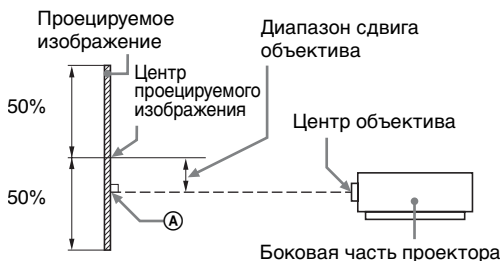 Проецируемое
изображение
Диапазон сдвига
объектива
Центр
проецируемого
изображения
50%
Центр объектива
50%
A
Боковая часть проектора